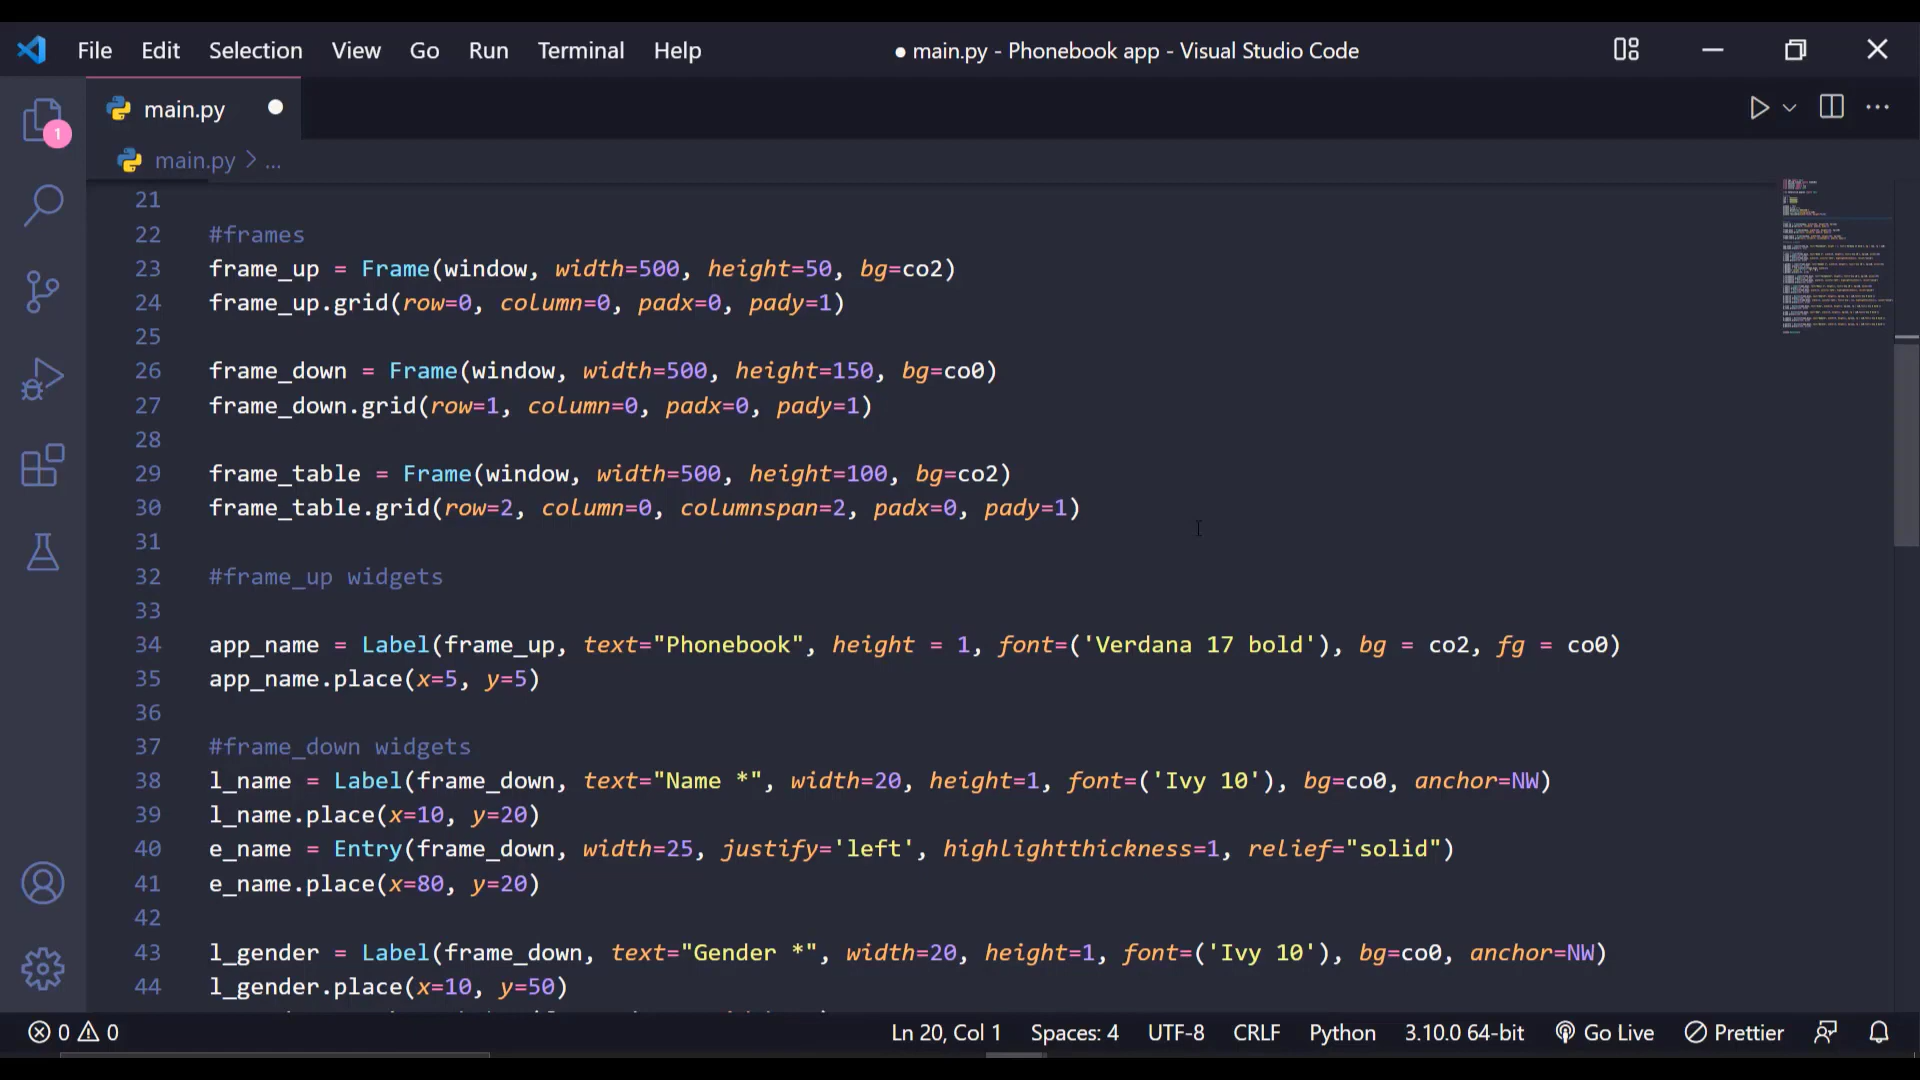 File Edit Selection View Go Run Terminal Help ● main.py - Phonebook app - Visual Studio Code
main.py
1
main.py > ...
21
22 #frames
23 frame_up = Frame(window, width=500, height=50, bg=co2)
24 frame_up.grid(row=0, column=0, padx=0, pady=1)
25
26 frame_down = Frame(window, width=500, height=150, bg=co0)
27 frame_down.grid(row=1, column=0, padx=0, pady=1)
28
29 frame_table = Frame(window, width=500, height=100, bg=co2)
30 frame_table.grid(row=2, column=0, columnspan=2, padx=0, pady=1)
31
32 #frame_up widgets
33
34 app_name = Label(frame_up, text="Phonebook", height = 1, font=('Verdana 17 bold'), bg = co2, fg = co0)
35 app_name.place(x=5, y=5)
36
37 #frame_down widgets
38 l_name = Label(frame_down, text="Name *", width=20, height=1, font=('Ivy 10'), bg=co0, anchor=NW)
39 l_name.place(x=10, y=20)
40 e_name = Entry(frame_down, width=25, justify='left', highlightthickness=1, relief="solid")
41 e_name.place(x=80, y=20)
42
43 l_gender = Label(frame_down, text="Gender *", width=20, height=1, font=('Ivy 10'), bg=co0, anchor=NW)
44 l_gender.place(x=10, y=50)
0 0 Ln 20, Col 1 Spaces: 4 UTF-8 CRLF Python 3.10.0 64-bit Go Live Prettier